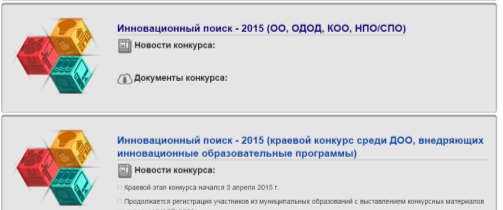 Инновационный поиск - 2015 (ОО, ОДОД, КОО, НПО/СПО)
Новости конкурса:
Документы конкурса:
Инновационный поиск - 2015 (краевой конкурс среди ДОО, внедряющих
инновационные образовательные программы)
Новости конкурса:
Краевой этап конкурса начался 3 апреля 2015 г.
Продолжается регистрация участников из муниципальных образований с выставлением конкурсных материалов